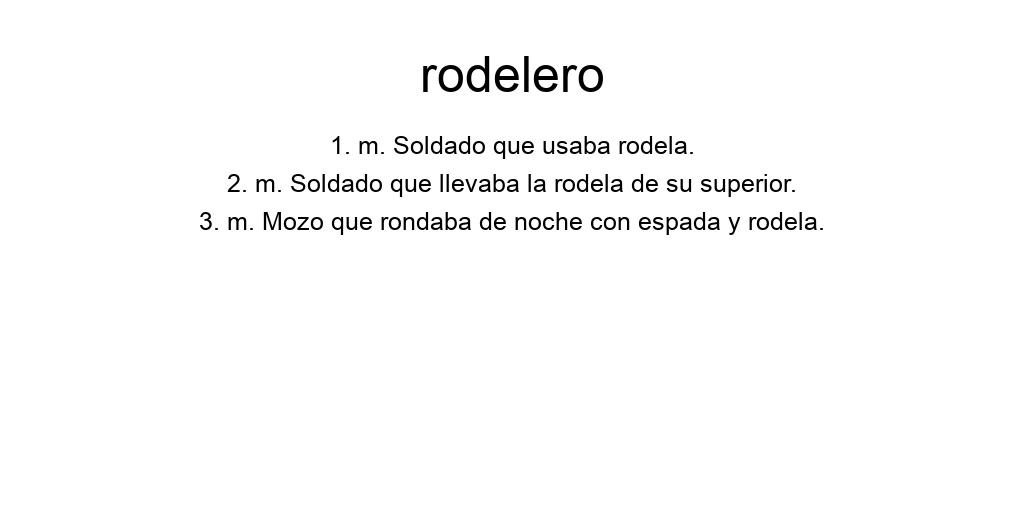 rodelero
1. m. Soldado que usaba rodela.
2. m. Soldado que llevaba la rodela de su superior.
3. m. Mozo que rondaba de noche con espada y rodela.